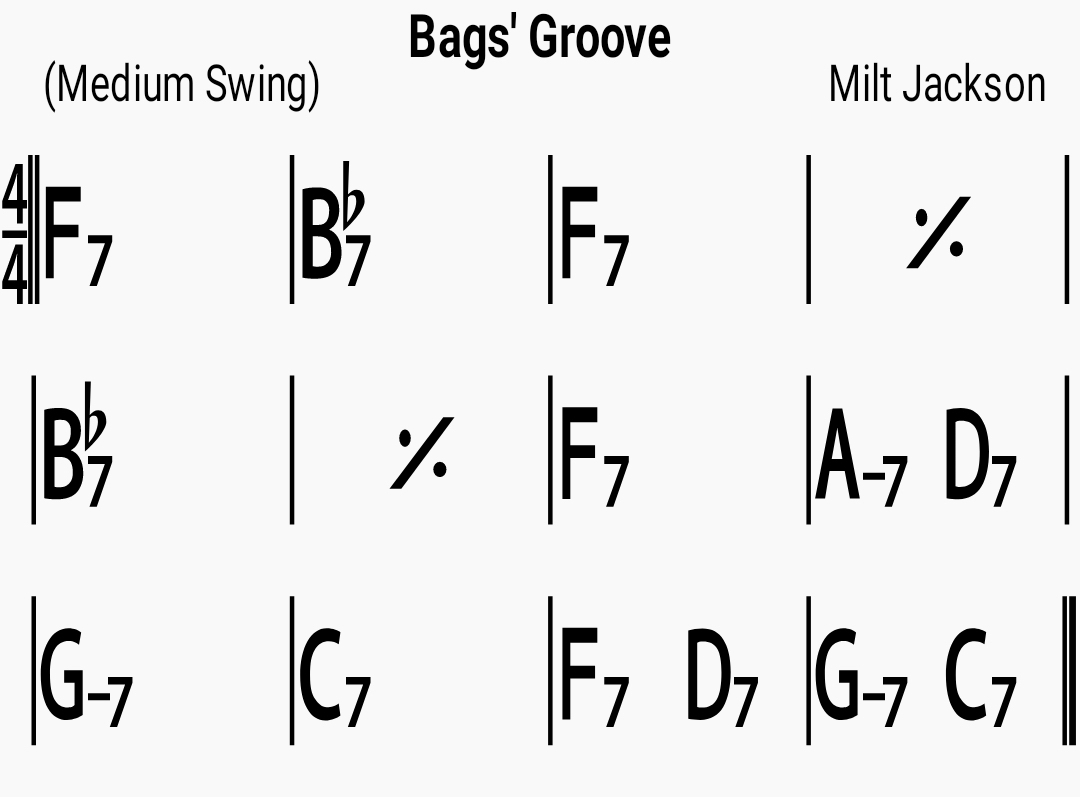 Bags' Groove
(Medium Swing) Milt Jackson
4/4 F7 B♭7 F7 𝄎
B♭7 𝄎 F7 A–7 D7
G–7 C7 F7 D7 G–7 C7